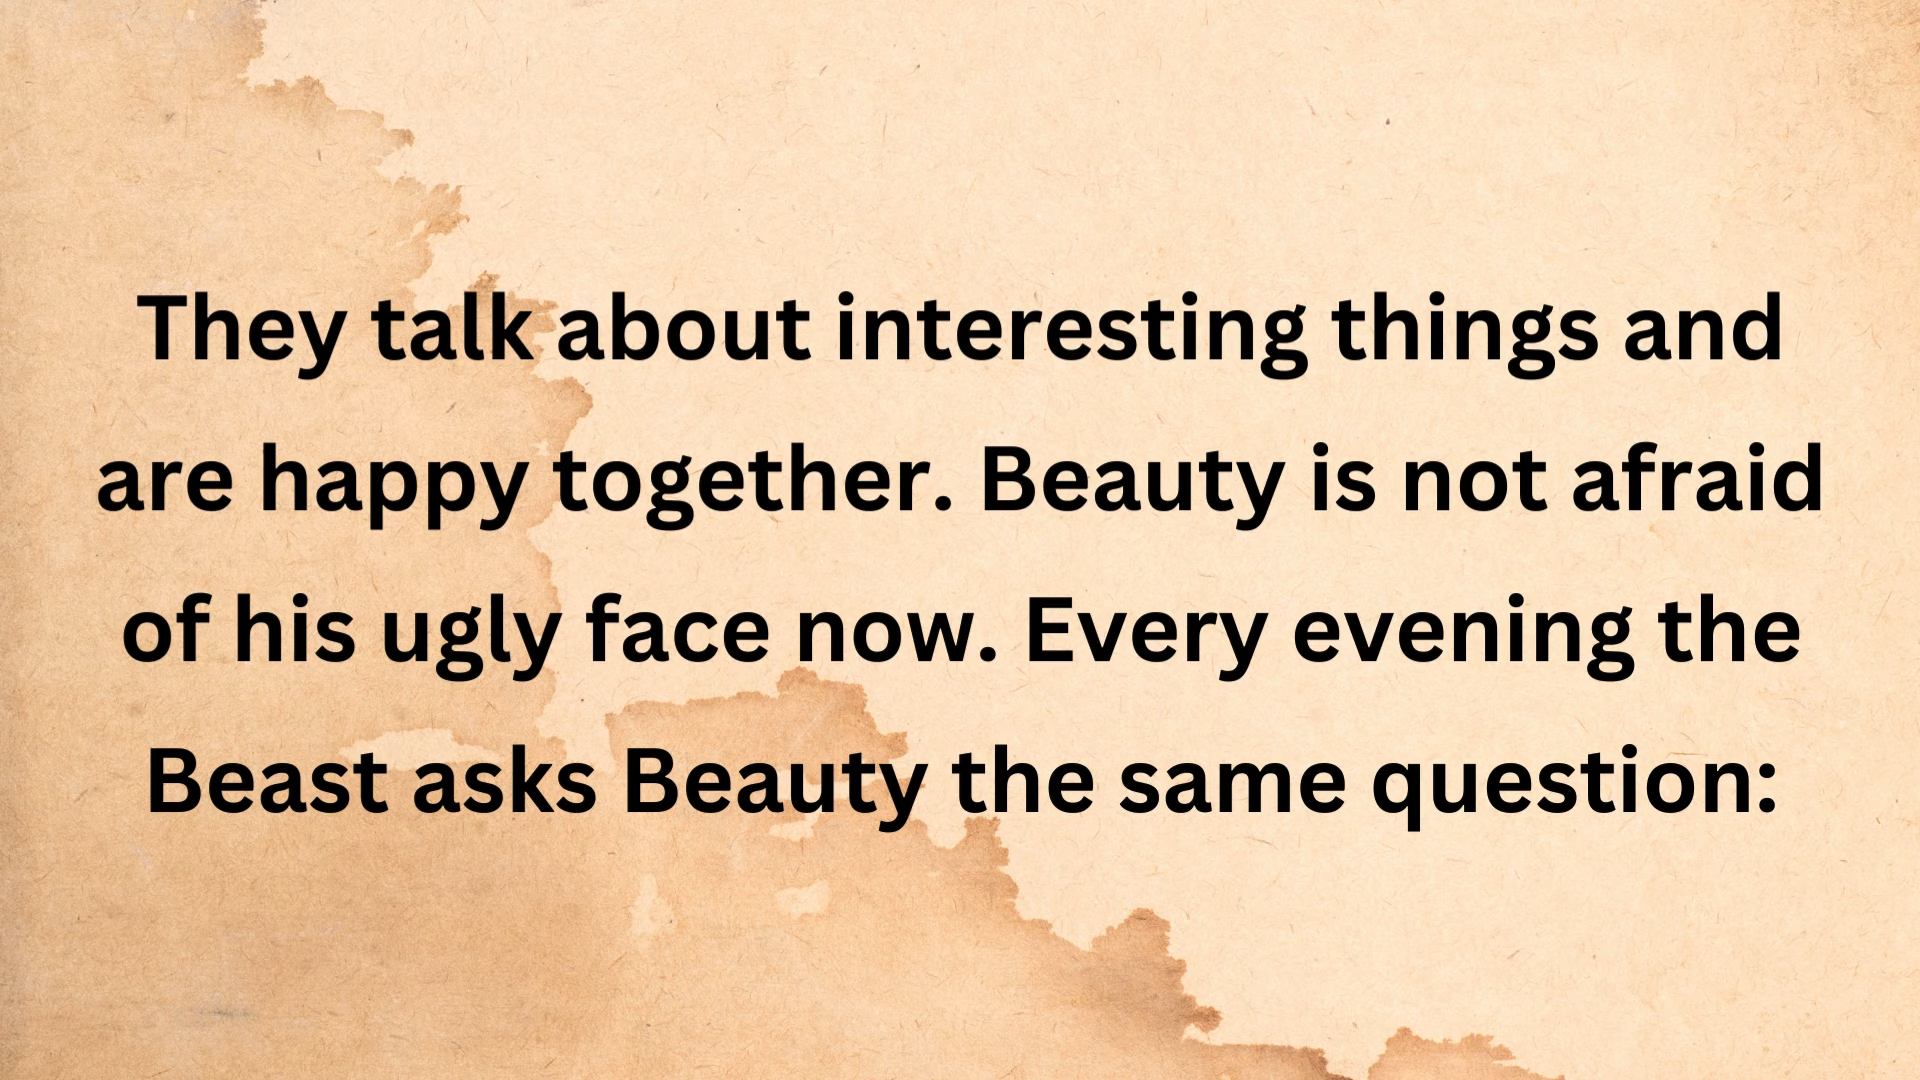 They talk about interesting things and
are happy together. Beauty is not afraid
of his ugly face now. Every evening the
Beast asks Beauty the same question: